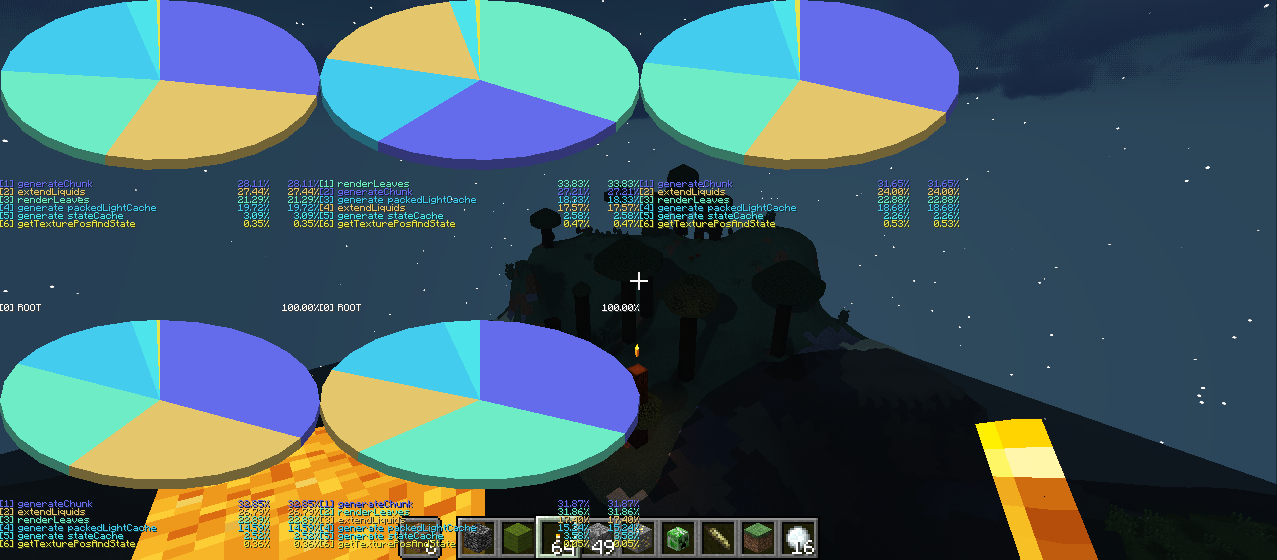 [1] generateChunk 28.11% 28.11%
[2] extendLiquids 27.44% 27.44%
[3] renderLeaves 21.29% 21.29%
[4] generate packedLightCache 19.72% 19.72%
[5] generate stateCache 3.09% 3.09%
[6] getTexturePosAndState 0.35% 0.35%
[1] renderLeaves 33.83% 33.83%
[2] generateChunk 27.21% 27.21%
[3] generate packedLightCache 18.33% 18.33%
[4] extendLiquids 17.57% 17.57%
[5] generate stateCache 2.58% 2.58%
[6] getTexturePosAndState 0.47% 0.47%
[1] generateChunk 31.65% 31.65%
[2] extendLiquids 24.00% 24.00%
[3] renderLeaves 22.88% 22.88%
[4] generate packedLightCache 18.68% 18.68%
[5] generate stateCache 2.26% 2.26%
[6] getTexturePosAndState 0.53% 0.53%
[0] ROOT 100.00%
[0] ROOT 100.00%
[1] generateChunk 32.85% 32.85%
[2] extendLiquids
[3] renderLeaves
[4] generate packedLightCache
[5] generate stateCache
[6] getTexturePosAndState
[1] generateChunk 31.87% 31.87%
[2] renderLeaves 31.86% 31.86%
[3] extendLiquids
[4] generate packedLightCache
[5] generate stateCache
[6] getTexturePosAndState
64 49 16